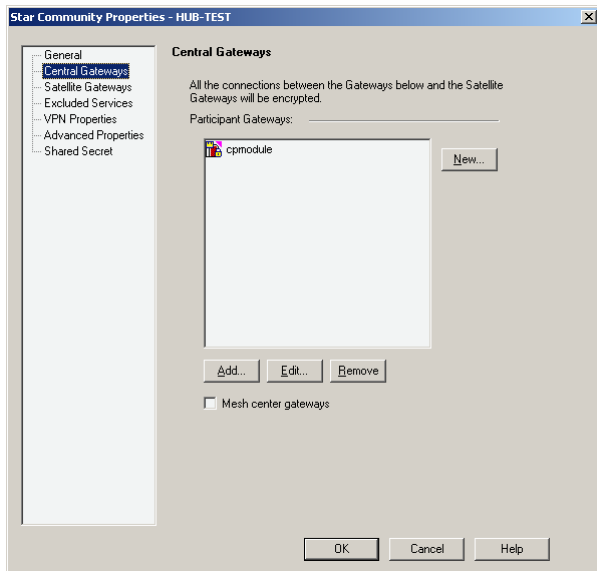 Star Community Properties - HUB-TEST
General
Central Gateways
Satellite Gateways
Excluded Services
VPN Properties
Advanced Properties
Shared Secret
Central Gateways
All the connections between the Gateways below and the Satellite
Gateways will be encrypted.
Participant Gateways:
cpmodule
New...
Add...
Edit...
Remove
Mesh center gateways
OK
Cancel
Help